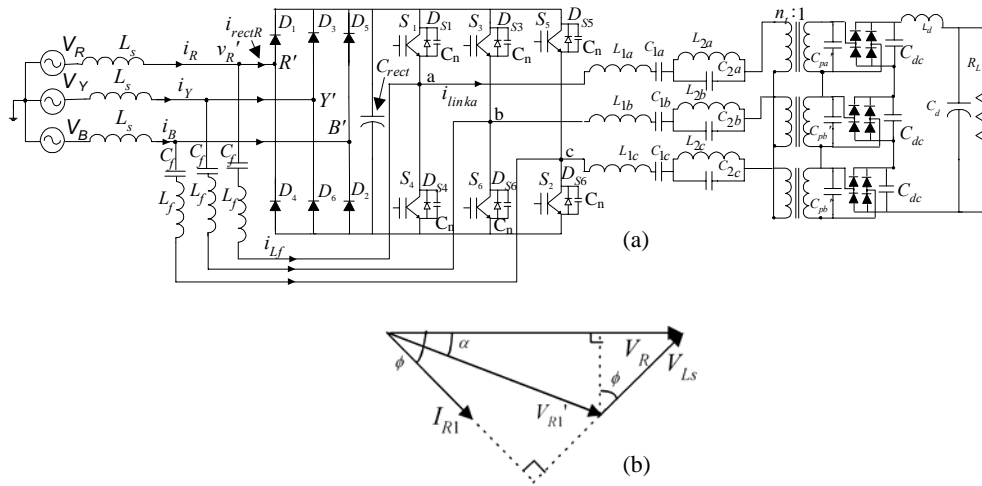 V_R L_s i_R v_R' i_rectR
V_Y L_s i_Y
V_B L_s i_B
R'
Y'
B'
D_1 D_3 D_5
D_4 D_6 D_2
C_f C_f C_f
L_f L_f L_f
i_Lf
C_rect
S_1 D_S1 C_n
S_3 D_S3 C_n
S_5 D_S5 C_n
a
b
c
i_linka
S_4 D_S4 C_n
S_6 D_S6 C_n
S_2 D_S6 C_n
L_1a C_1a L_2a C_2a
L_1b C_1b L_2b C_2b
L_1c C_1c L_2c C_2c
n_t:1
C_pa'
C_pb'
C_pb'
C_dc
C_dc
C_dc
L_d
C_d
R_L
(a)
ϕ α
V_R
V_Ls
ϕ
V_R1'
I_R1
(b)